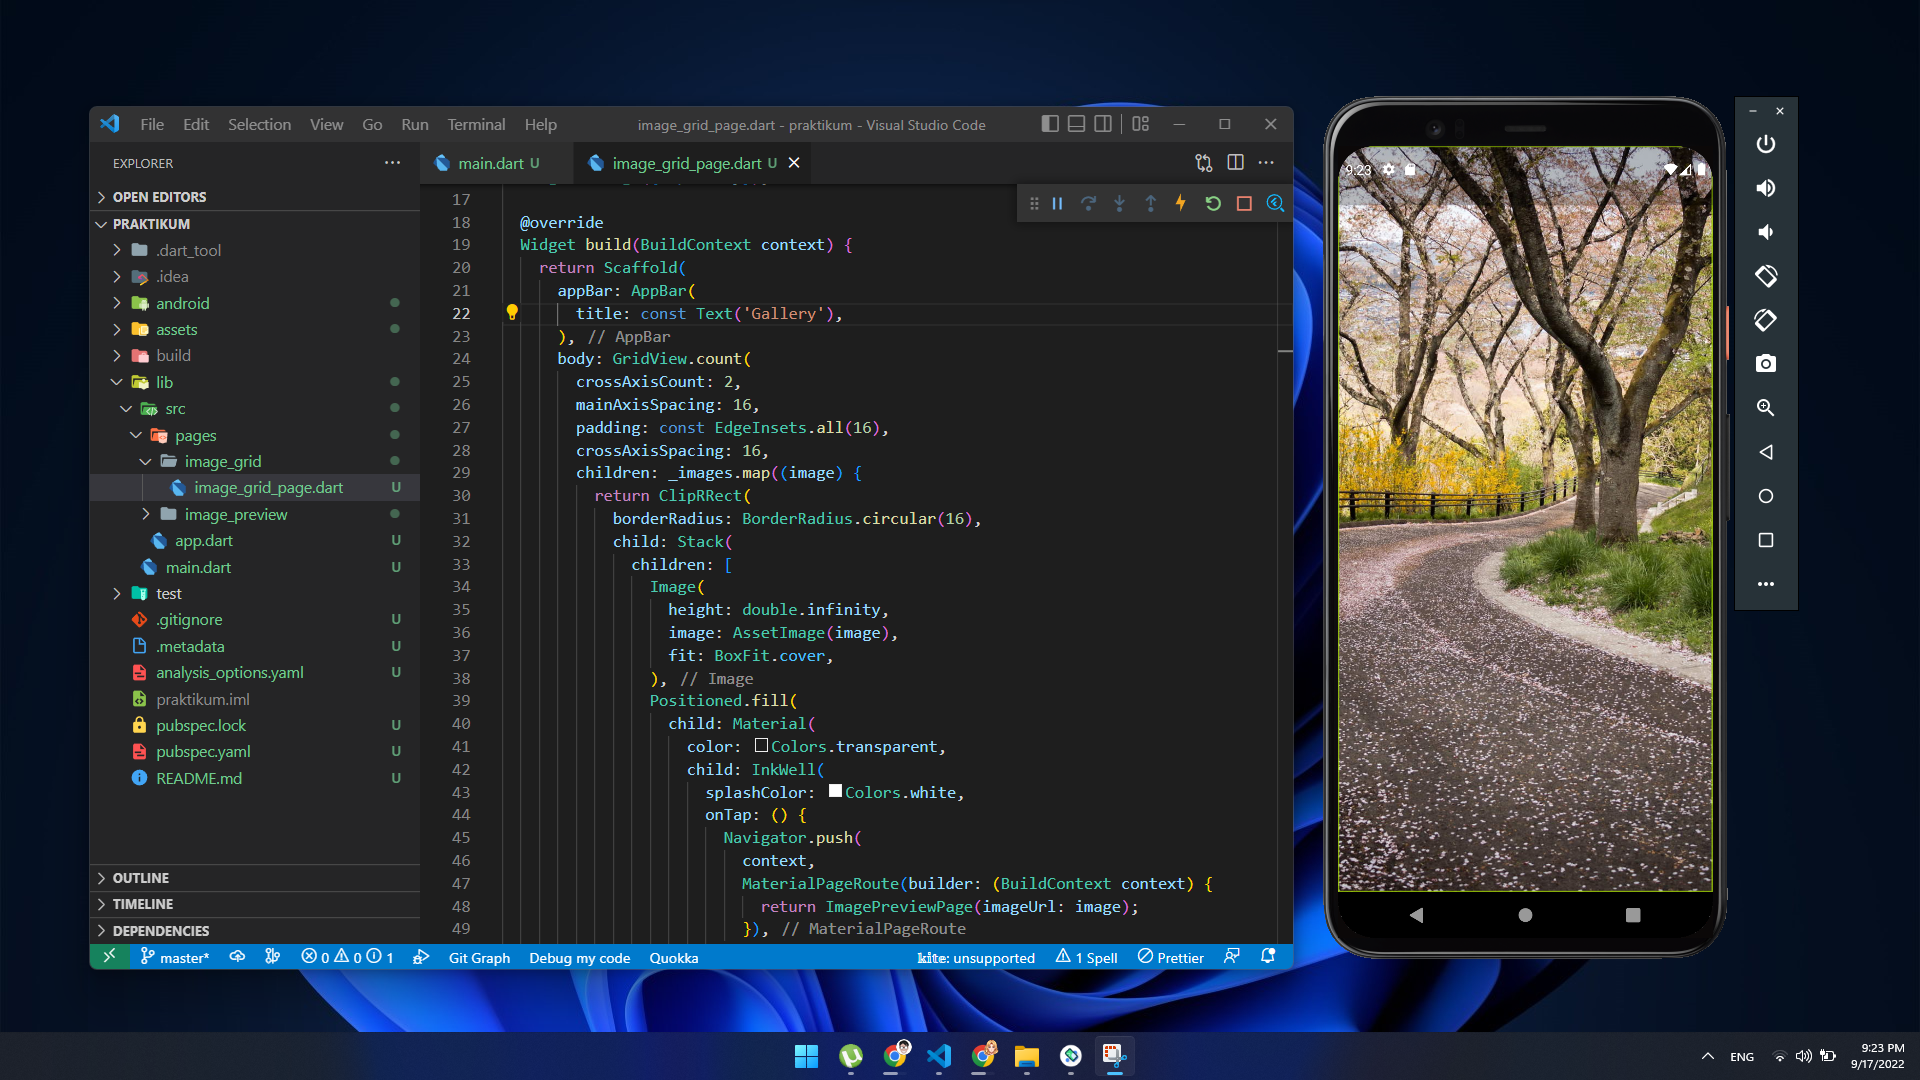 File Edit Selection View Go Run Terminal Help
image_grid_page.dart - praktikum - Visual Studio Code
EXPLORER
OPEN EDITORS
PRAKTIKUM
.dart_tool
.idea
android
assets
build
lib
src
pages
image_grid
image_grid_page.dart U
image_preview
app.dart U
main.dart U
test
.gitignore U
.metadata U
analysis_options.yaml U
praktikum.iml
pubspec.lock U
pubspec.yaml U
README.md U
OUTLINE
TIMELINE
DEPENDENCIES
main.dart U
image_grid_page.dart U
17
18 @override
19 Widget build(BuildContext context) {
20 return Scaffold(
21 appBar: AppBar(
22 title: const Text('Gallery'),
23 ), // AppBar
24 body: GridView.count(
25 crossAxisCount: 2,
26 mainAxisSpacing: 16,
27 padding: const EdgeInsets.all(16),
28 crossAxisSpacing: 16,
29 children: _images.map((image) {
30 return ClipRRect(
31 borderRadius: BorderRadius.circular(16),
32 child: Stack(
33 children: [
34 Image(
35 height: double.infinity,
36 image: AssetImage(image),
37 fit: BoxFit.cover,
38 ), // Image
39 Positioned.fill(
40 child: Material(
41 color: Colors.transparent,
42 child: InkWell(
43 splashColor: Colors.white,
44 onTap: () {
45 Navigator.push(
46 context,
47 MaterialPageRoute(builder: (BuildContext context) {
48 return ImagePreviewPage(imageUrl: image);
49 }), // MaterialPageRoute
master* 0 0 1 Git Graph Debug my code Quokka
kite: unsupported 1 Spell Prettier
9:23
ENG
9:23 PM
9/17/2022